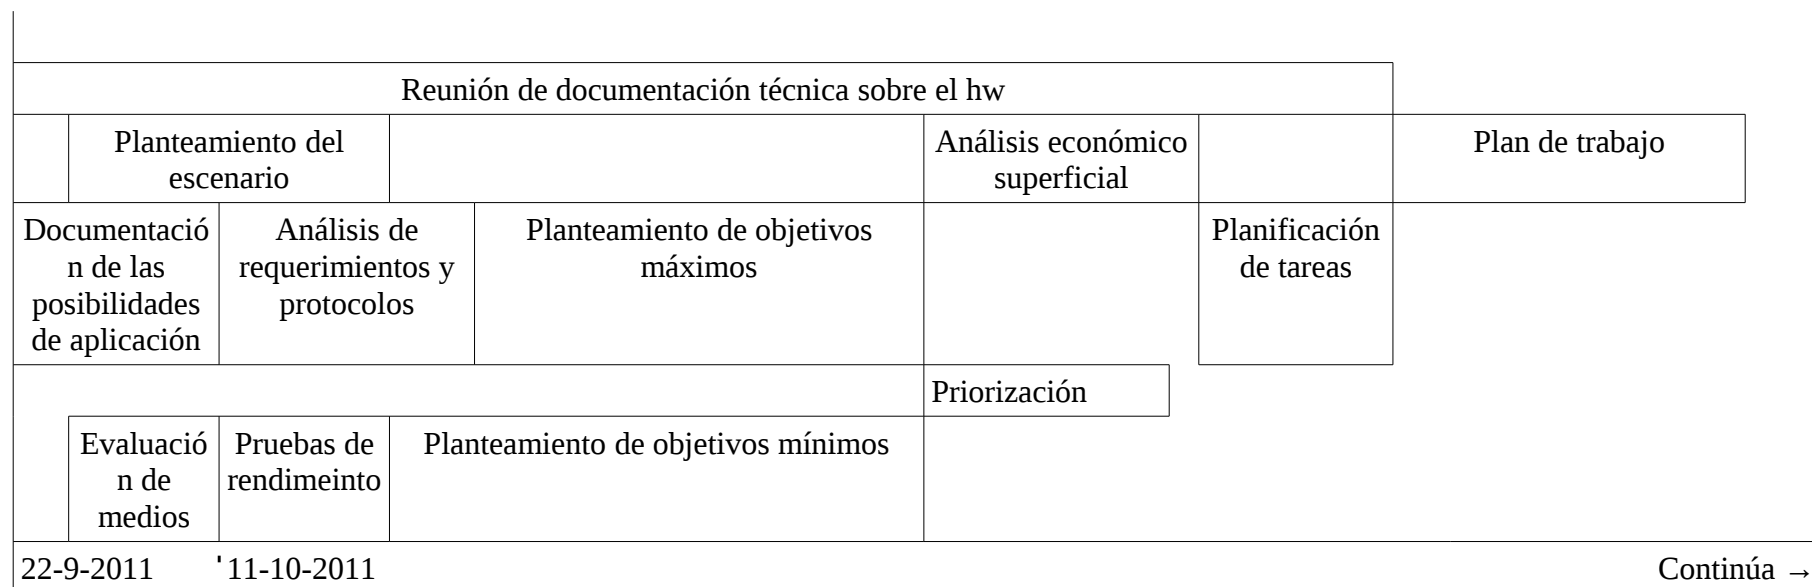 Reunión de documentación técnica sobre el hw
Planteamiento del
escenario
Análisis económico
superficial
Plan de trabajo
Documentació
n de las
posibilidades
de aplicación
Análisis de
requerimientos y
protocolos
Planteamiento de objetivos
máximos
Planificación
de tareas
Priorización
Evaluació
n de
medios
Pruebas de
rendimeinto
Planteamiento de objetivos mínimos
22-9-2011
'11-10-2011
Continúa →